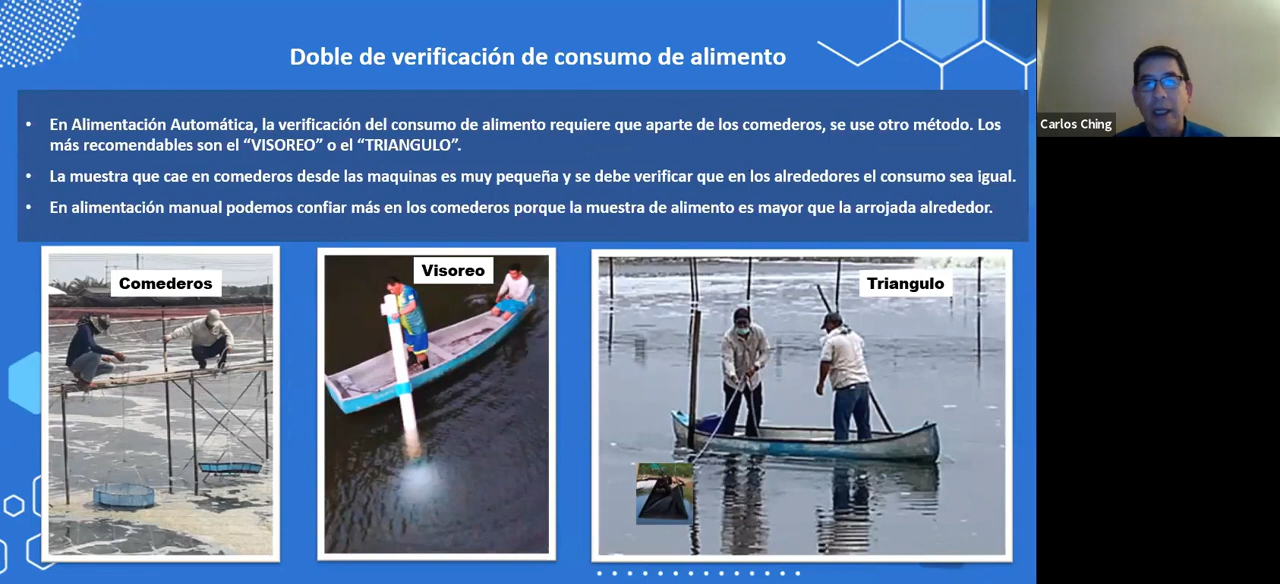 Doble de verificación de consumo de alimento
• En Alimentación Automática, la verificación del consumo de alimento requiere que aparte de los comederos, se use otro método. Los
más recomendables son el “VISOREO” o el “TRIANGULO”.
• La muestra que cae en comederos desde las maquinas es muy pequeña y se debe verificar que en los alrededores el consumo sea igual.
• En alimentación manual podemos confiar más en los comederos porque la muestra de alimento es mayor que la arrojada alrededor.
Comederos
Visoreo
Triangulo
Carlos Ching